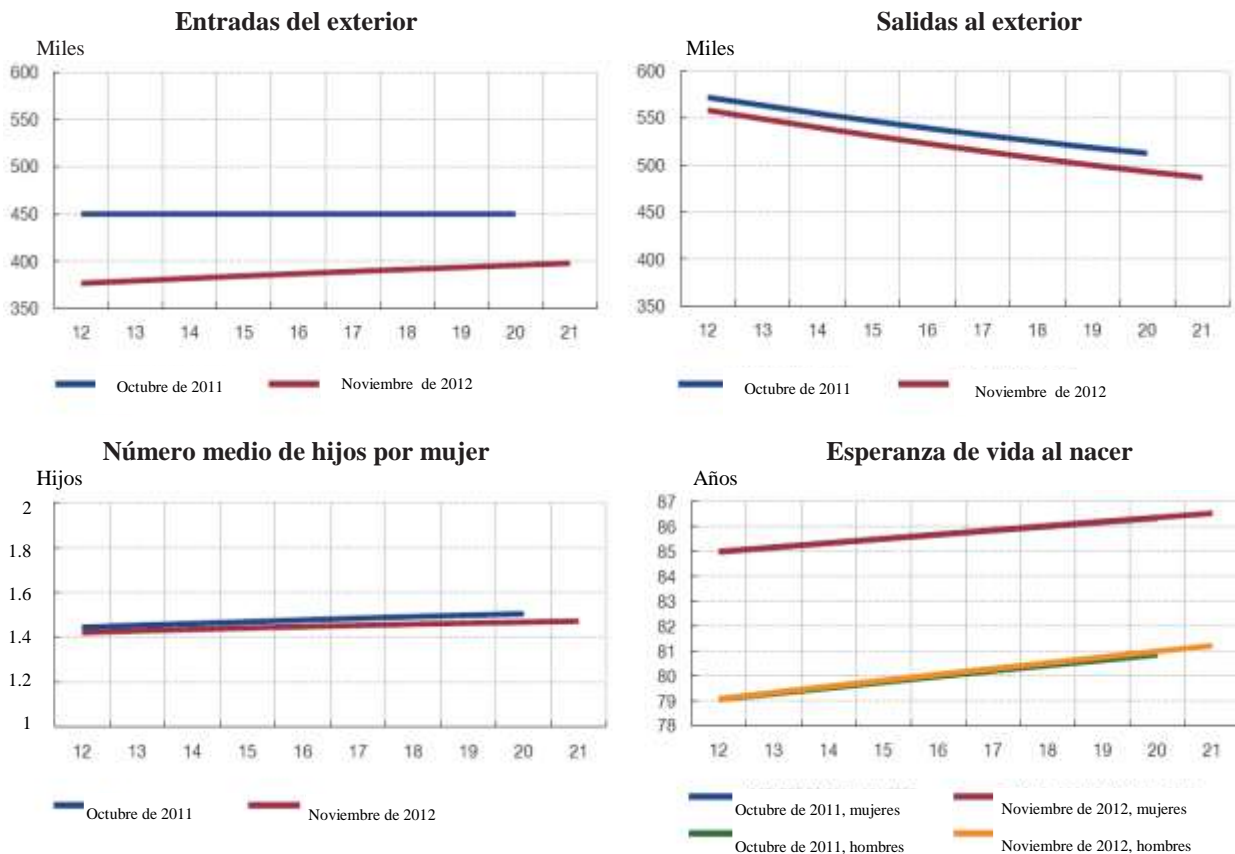 Entradas del exterior
Miles
600
550
500
450
400
350
12 13 14 15 16 17 18 19 20 21
Octubre de 2011 Noviembre de 2012
Salidas al exterior
Miles
600
550
500
450
400
350
12 13 14 15 16 17 18 19 20 21
Octubre de 2011 Noviembre de 2012
Número medio de hijos por mujer
Hijos
2
1.8
1.6
1.4
1.2
1
12 13 14 15 16 17 18 19 20 21
Octubre de 2011 Noviembre de 2012
Esperanza de vida al nacer
Años
87
86
85
84
83
82
81
80
79
78
12 13 14 15 16 17 18 19 20 21
Octubre de 2011, mujeres Noviembre de 2012, mujeres
Octubre de 2011, hombres Noviembre de 2012, hombres